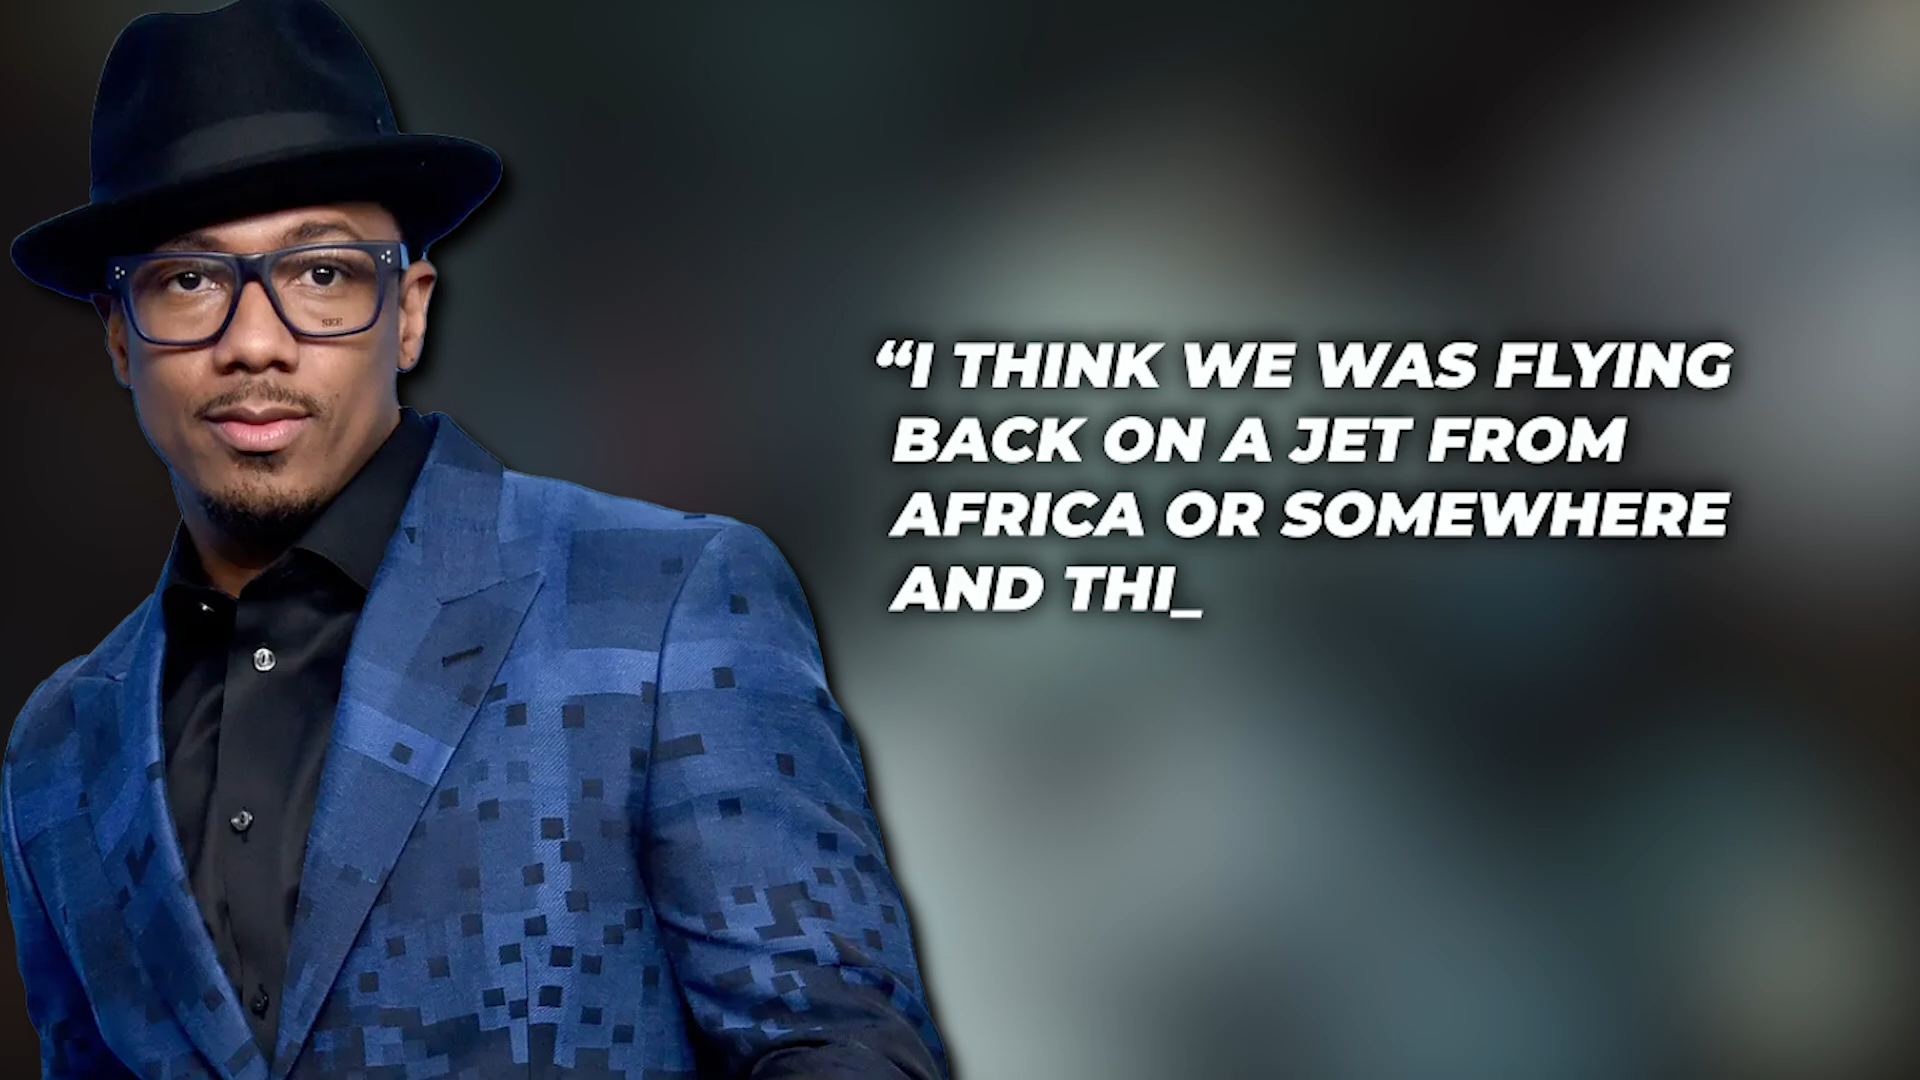 “I THINK WE WAS FLYING
BACK ON A JET FROM
AFRICA OR SOMEWHERE
AND THI_